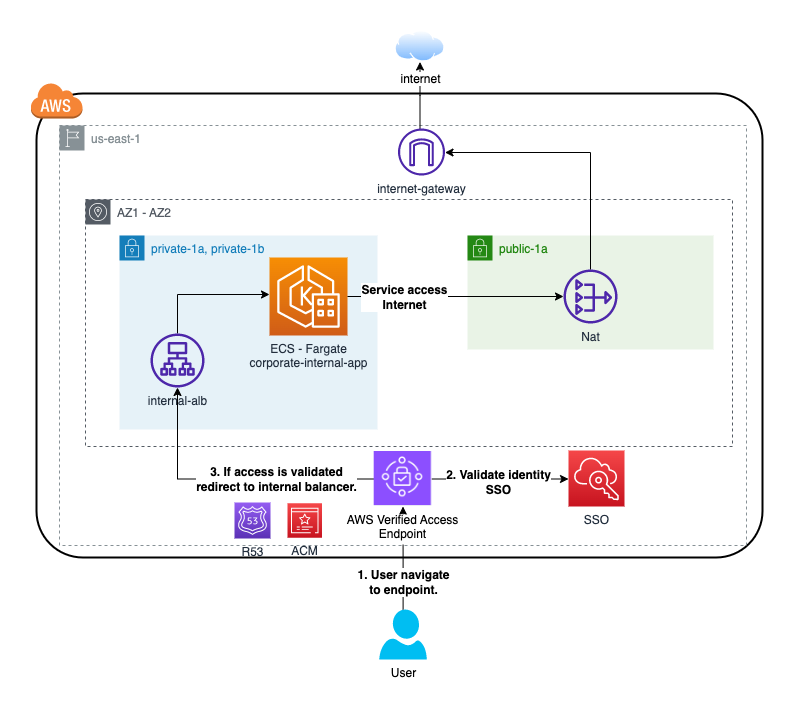 internet
AWS
us-east-1
internet-gateway
AZ1 - AZ2
private-1a, private-1b
public-1a
Service access
Internet
K
Nat
ECS - Fargate
corporate-internal-app
internal-alb
3. If access is validated
redirect to internal balancer.
2. Validate identity
SSO
AWS Verified Access
Endpoint
SSO
53
R53
ACM
1. User navigate
to endpoint.
User